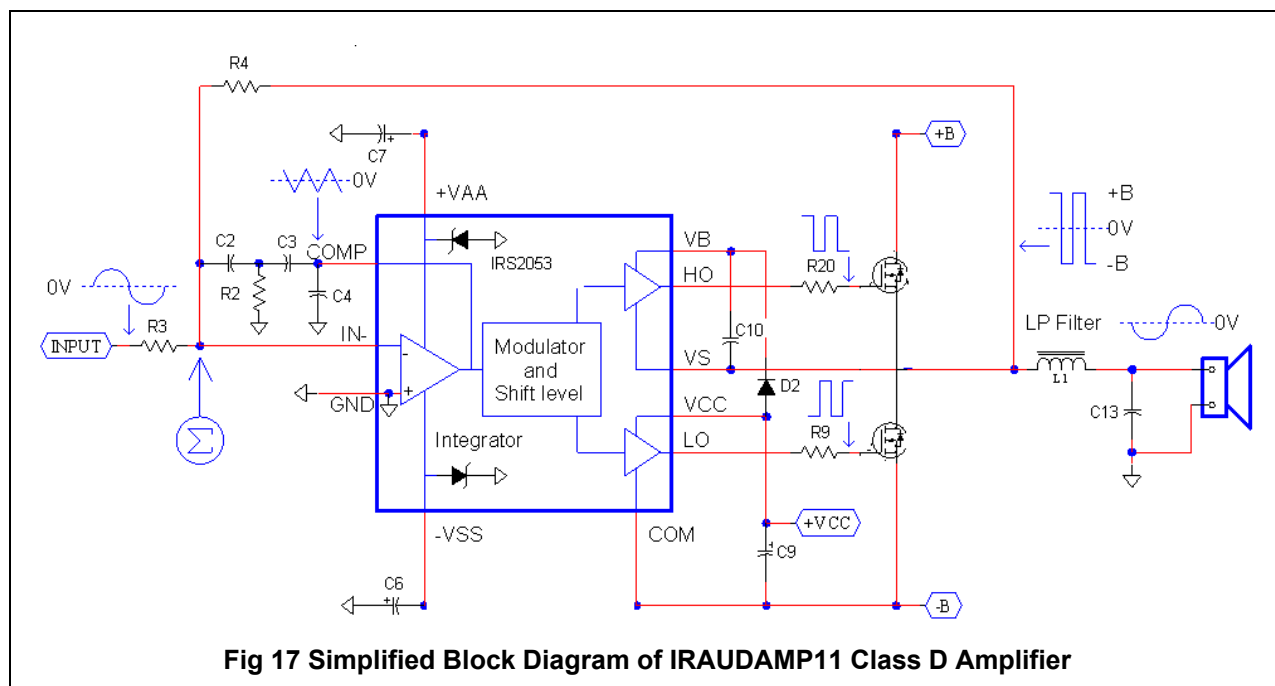 R4
C7
+B
0V
+VAA
+B
0V
-B
C2
C3
COMP
IRS2053
VB
HO
R20
0V
R2
C4
C10
LP Filter
0V
R3
INPUT
IN-
-
+
Modulator
and
Shift level
VS
L1
D2
GND
VCC
R9
C13
Integrator
LO
Σ
-VSS
COM
+VCC
C9
C6
+
-B
Fig 17 Simplified Block Diagram of IRAUDAMP11 Class D Amplifier